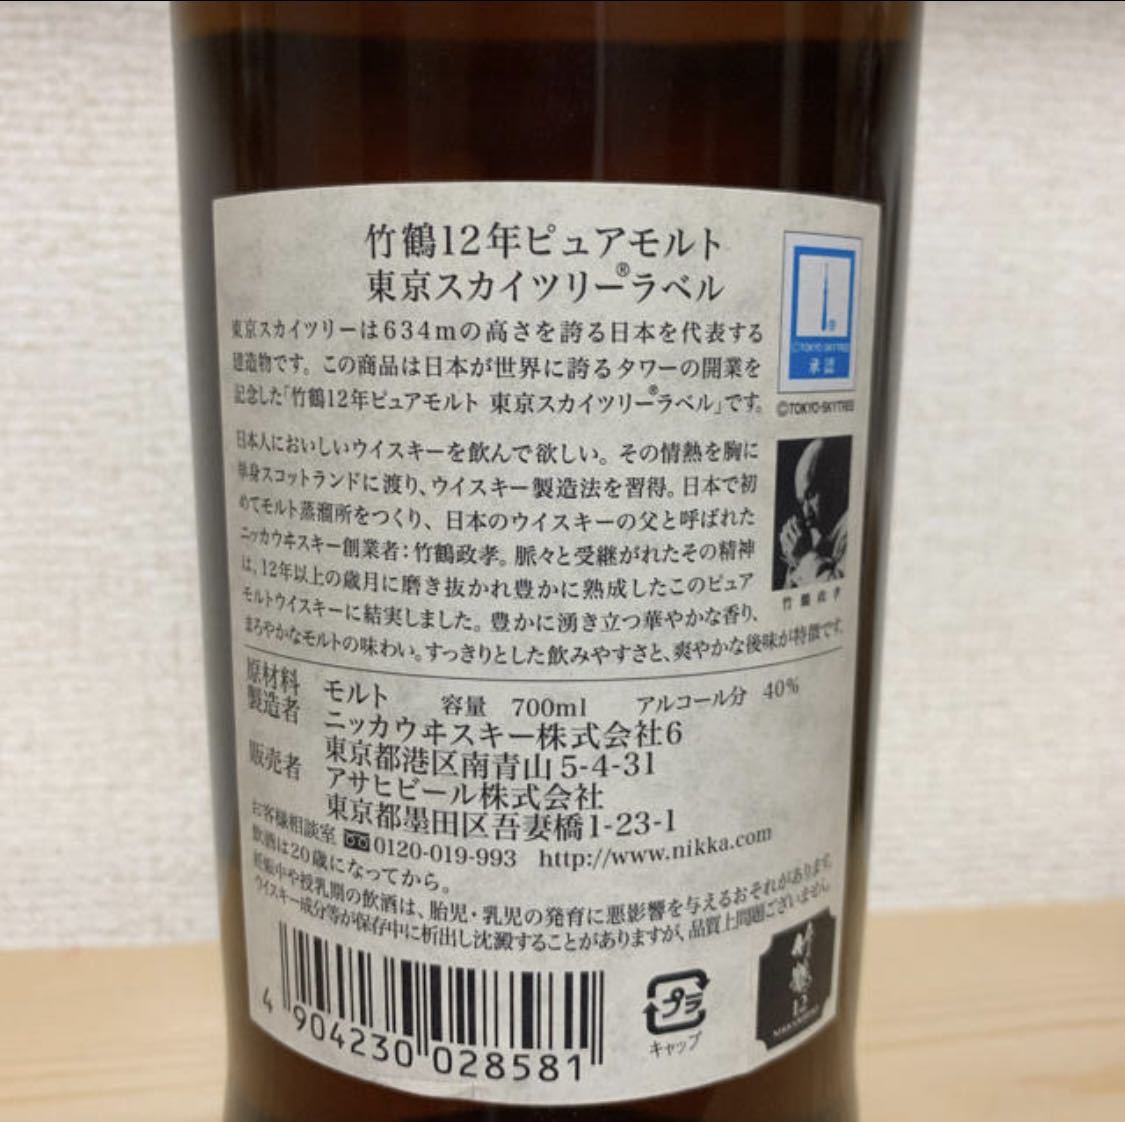 竹鶴12年ピュアモルト
東京スカイツリー®ラベル
東京スカイツリーは634mの高さを誇る日本を代表する
建造物です。この商品は日本が世界に誇るタワーの開業を
記念した「竹鶴12年ピュアモルト 東京スカイツリー®ラベル」です。
©TOKYO-SKYTREE
承認
©TOKYO-SKYTREE
日本人においしいウイスキーを飲んで欲しい。その情熱を胸に
単身スコットランドに渡り、ウイスキー製造法を習得。日本で初
めてモルト蒸溜所をつくり、日本のウイスキーの父と呼ばれた
ニッカウヰスキー創業者:竹鶴政孝。脈々と受継がれたその精神
は、12年以上の歳月に磨き抜かれ豊かに熟成したこのピュア
モルトウイスキーに結実しました。豊かに湧き立つ華やかな香り、
まろやかなモルトの味わい。すっきりとした飲みやすさと、爽やかな後味が特徴です。
竹鶴政孝
原材料 モルト 容量 700ml アルコール分 40%
製造者 ニッカウヰスキー株式会社6
東京都港区南青山5-4-31
販売者 アサヒビール株式会社
東京都墨田区吾妻橋1-23-1
お客様相談室 0120-019-993 http://www.nikka.com
飲酒は20歳になってから。
妊娠中や授乳期の飲酒は、胎児・乳児の発育に悪影響を与えるおそれがあります。
ウイスキー成分等が保存中に析出し沈澱することがありますが、品質上問題ございません。
4 904230 028581
プラ
キャップ
竹鶴
12